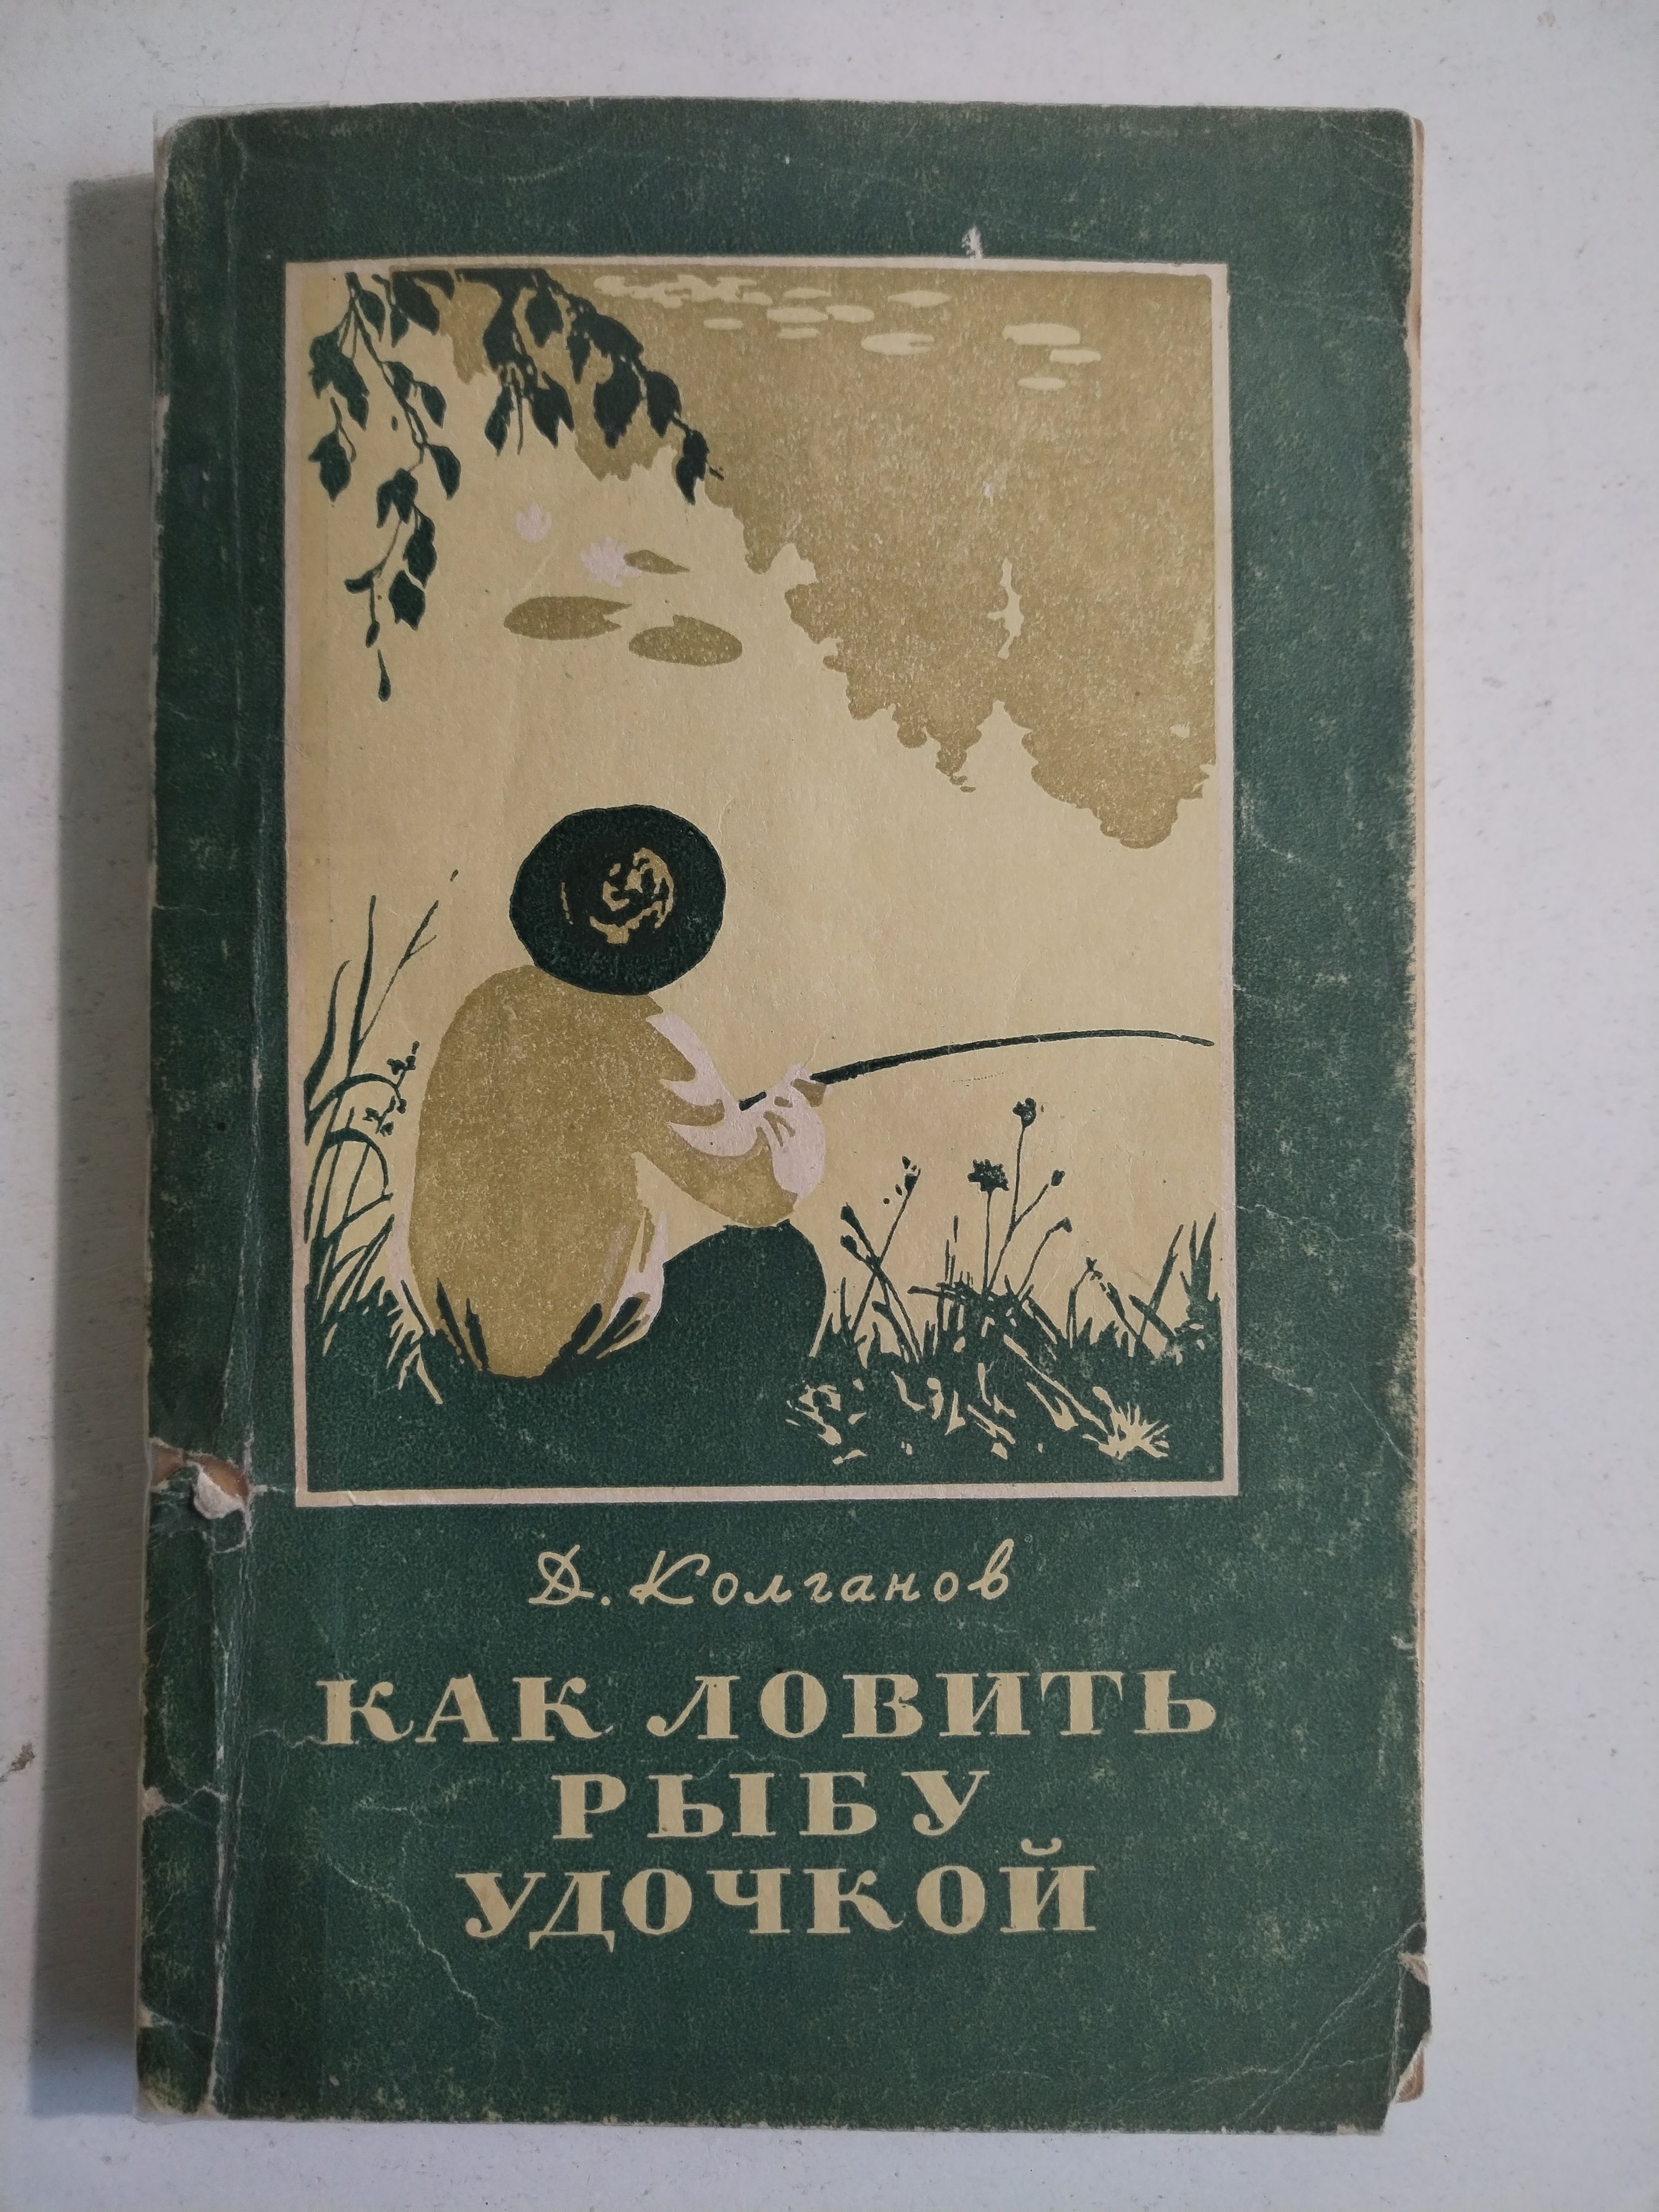 Д. Колганов
КАК ЛОВИТЬ
РЫБУ
УДОЧКОЙ